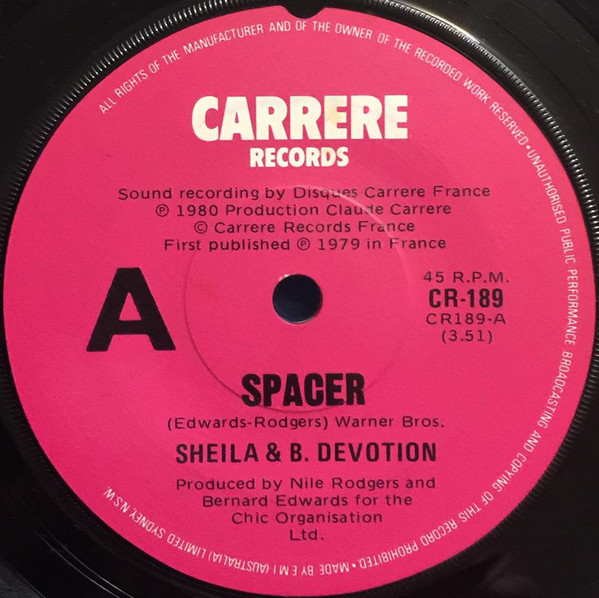 ALL RIGHTS OF THE MANUFACTURER AND OF THE OWNER OF THE RECORDED WORK RESERVED • UNAUTHORISED PUBLIC PERFORMANCE BROADCASTING AND COPYING OF THIS RECORD PROHIBITED • MADE BY E M I (AUSTRALIA) LIMITED SYDNEY, N.S.W.
CARRERE
RECORDS
Sound recording by Disques Carrere France
℗ 1980 Production Claude Carrere
© Carrere Records France
First published ℗ 1979 in France
A
45 R.P.M.
CR-189
CR189-A
(3.51)
SPACER
(Edwards-Rodgers) Warner Bros.
SHEILA & B. DEVOTION
Produced by Nile Rodgers and
Bernard Edwards for the
Chic Organisation
Ltd.